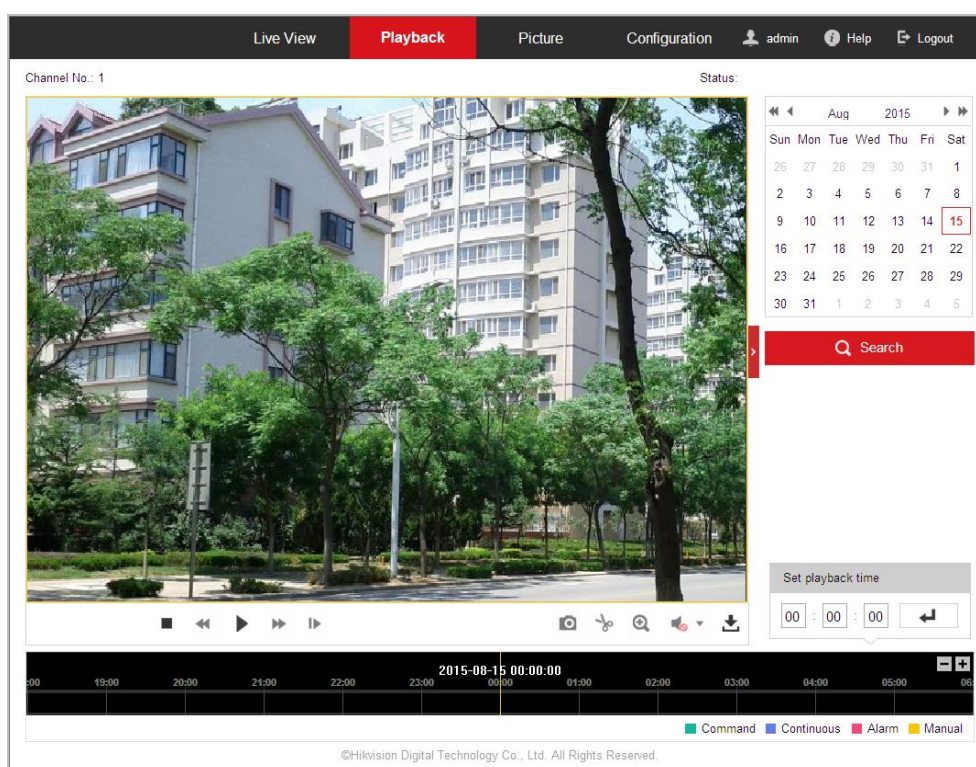 Live View Playback Picture Configuration admin Help Logout
Channel No.: 1 Status:
Aug 2015
Sun Mon Tue Wed Thu Fri Sat
26 27 28 29 30 31 1
2 3 4 5 6 7 8
9 10 11 12 13 14 15
16 17 18 19 20 21 22
23 24 25 26 27 28 29
30 31 1 2 3 4 5
Search
Set playback time
00 : 00 : 00
2015-08-15 00:00:00
:00 19:00 20:00 21:00 22:00 23:00 00:00 01:00 02:00 03:00 04:00 05:00 06:
Command Continuous Alarm Manual
©Hikvision Digital Technology Co., Ltd. All Rights Reserved.